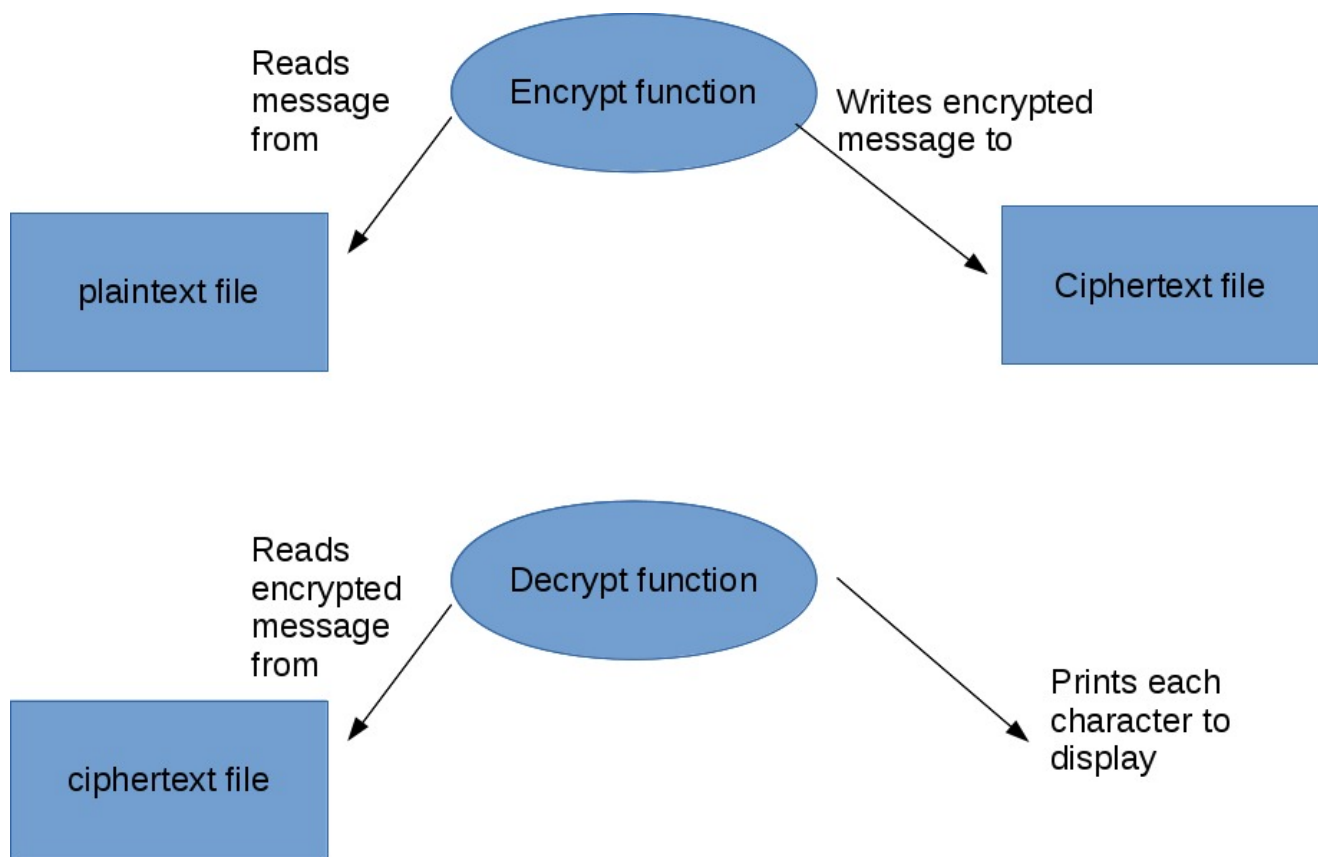 Reads
message
from
Encrypt function
Writes encrypted
message to
plaintext file
Ciphertext file
Reads
encrypted
message
from
Decrypt function
Prints each
character to
display
ciphertext file